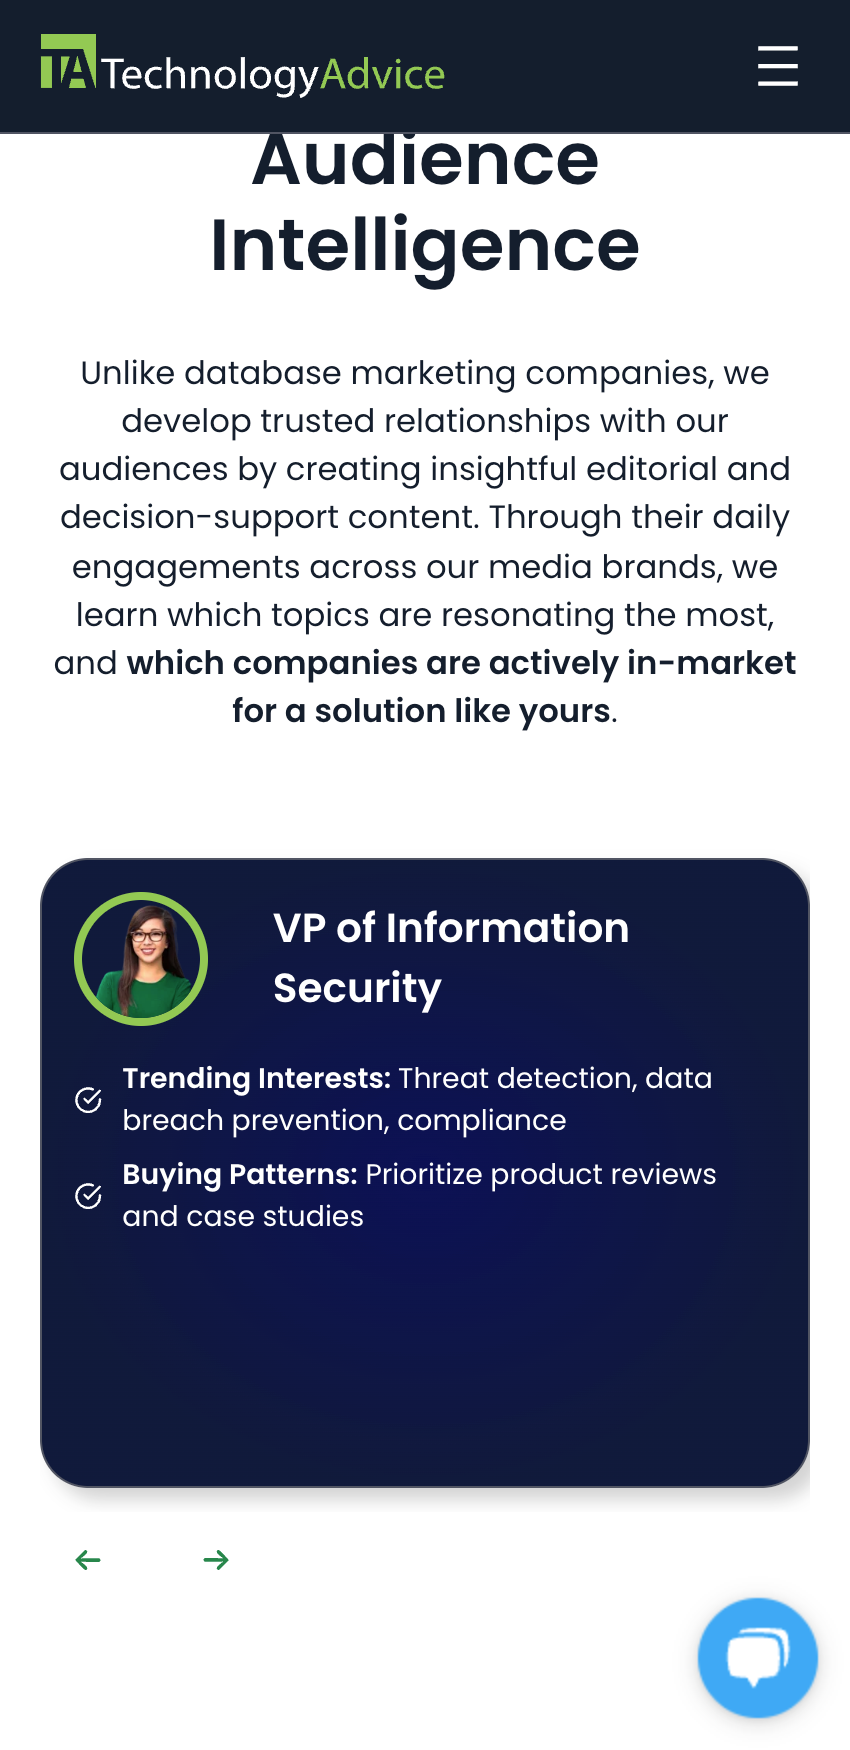 TA TechnologyAdvice
Audience
Intelligence
Unlike database marketing companies, we
develop trusted relationships with our
audiences by creating insightful editorial and
decision-support content. Through their daily
engagements across our media brands, we
learn which topics are resonating the most,
and which companies are actively in-market
for a solution like yours.
VP of Information
Security
Trending Interests: Threat detection, data
breach prevention, compliance
Buying Patterns: Prioritize product reviews
and case studies